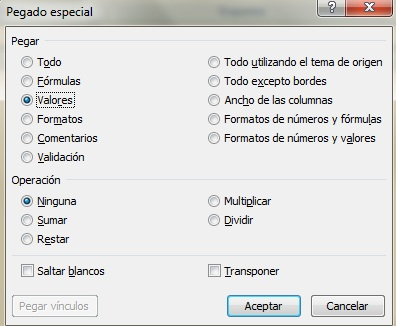 Pegado especial
Pegar
Todo
Fórmulas
Valores
Formatos
Comentarios
Validación
Todo utilizando el tema de origen
Todo excepto bordes
Ancho de las columnas
Formatos de números y fórmulas
Formatos de números y valores
Operación
Ninguna
Sumar
Restar
Multiplicar
Dividir
Saltar blancos
Transponer
Pegar vínculos
Aceptar
Cancelar